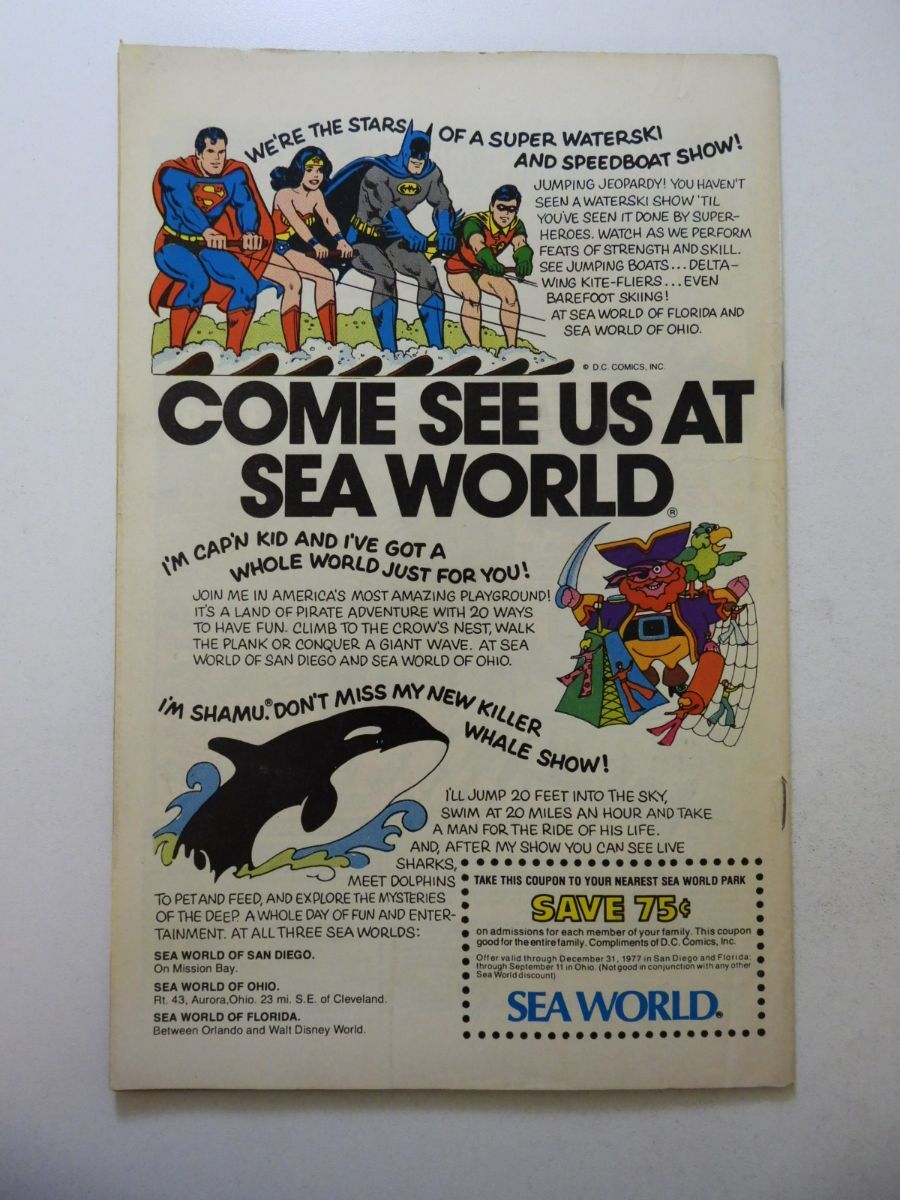 WE'RE THE STARS OF A SUPER WATERSKI
AND SPEEDBOAT SHOW!
JUMPING JEOPARDY! YOU HAVEN'T
SEEN A WATERSKI SHOW 'TIL
YOU'VE SEEN IT DONE BY SUPER-
HEROES. WATCH AS WE PERFORM
FEATS OF STRENGTH AND SKILL.
SEE JUMPING BOATS...DELTA-
WING KITE-FLIERS...EVEN
BAREFOOT SKIING!
AT SEA WORLD OF FLORIDA AND
SEA WORLD OF OHIO.
© D.C. COMICS, INC.
COME SEE US AT
SEA WORLD®
I'M CAP'N KID AND I'VE GOT A
WHOLE WORLD JUST FOR YOU!
JOIN ME IN AMERICA'S MOST AMAZING PLAYGROUND!
IT'S A LAND OF PIRATE ADVENTURE WITH 20 WAYS
TO HAVE FUN. CLIMB TO THE CROW'S NEST, WALK
THE PLANK OR CONQUER A GIANT WAVE. AT SEA
WORLD OF SAN DIEGO AND SEA WORLD OF OHIO.
I'M SHAMU.® DON'T MISS MY NEW KILLER
WHALE SHOW!
I'LL JUMP 20 FEET INTO THE SKY,
SWIM AT 20 MILES AN HOUR AND TAKE
A MAN FOR THE RIDE OF HIS LIFE.
AND, AFTER MY SHOW YOU CAN SEE LIVE
SHARKS,
MEET DOLPHINS
TO PET AND FEED, AND EXPLORE THE MYSTERIES
OF THE DEEP. A WHOLE DAY OF FUN AND ENTER-
TAINMENT. AT ALL THREE SEA WORLDS:
SEA WORLD OF SAN DIEGO.
On Mission Bay.
SEA WORLD OF OHIO.
Rt. 43, Aurora, Ohio. 23 mi. S.E. of Cleveland.
SEA WORLD OF FLORIDA.
Between Orlando and Walt Disney World.
TAKE THIS COUPON TO YOUR NEAREST SEA WORLD PARK
SAVE 75¢
on admissions for each member of your family. This coupon
good for the entire family. Compliments of D.C. Comics, Inc.
Offer valid through December 31, 1977 in San Diego and Florida;
through September 11 in Ohio. (Not good in conjunction with any other
Sea World discount)
SEA WORLD®